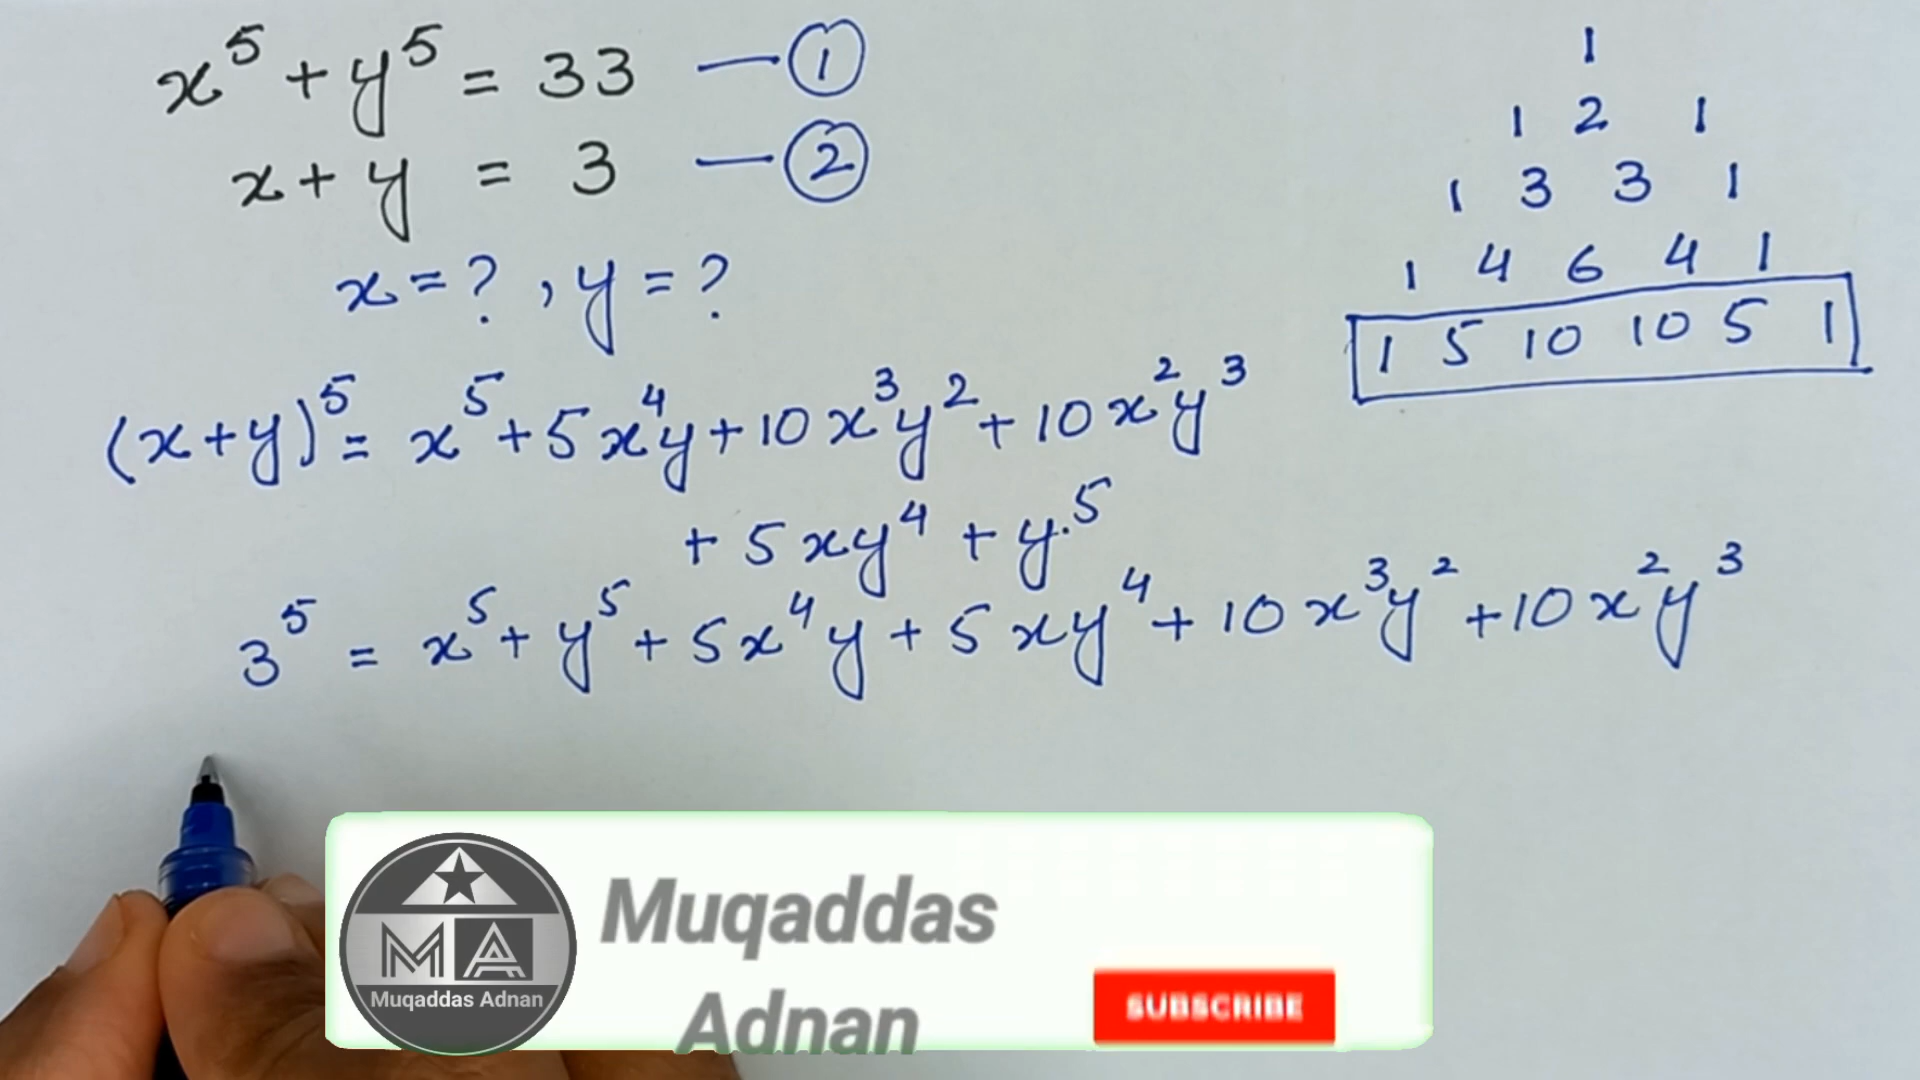 x⁵ + y⁵ = 33 — ①
x + y = 3 — ②
x = ? , y = ?
(x+y)⁵ = x⁵ + 5x⁴y + 10x³y² + 10x²y³
+ 5xy⁴ + y⁵
3⁵ = x⁵ + y⁵ + 5x⁴y + 5xy⁴ + 10x³y² + 10x²y³
1
1 2 1
1 3 3 1
1 4 6 4 1
1 5 10 10 5 1
MA
Muqaddas Adnan
Muqaddas
Adnan
SUBSCRIBE